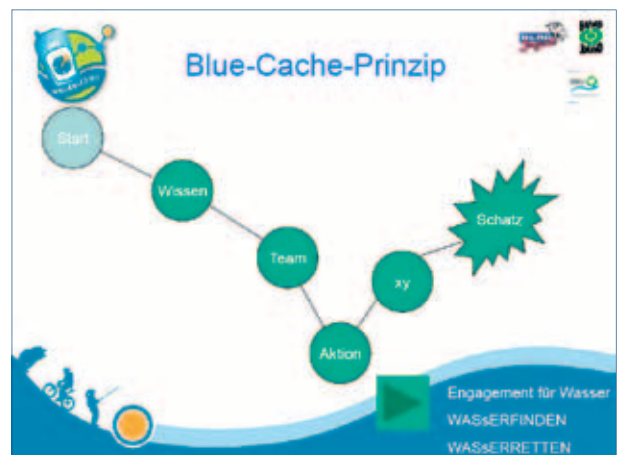 Blue-Cache-Prinzip
Start
Wissen
Team
Aktion
xy
Schatz
Engagement für Wasser
WASsERFINDEN
WASsERRETTEN